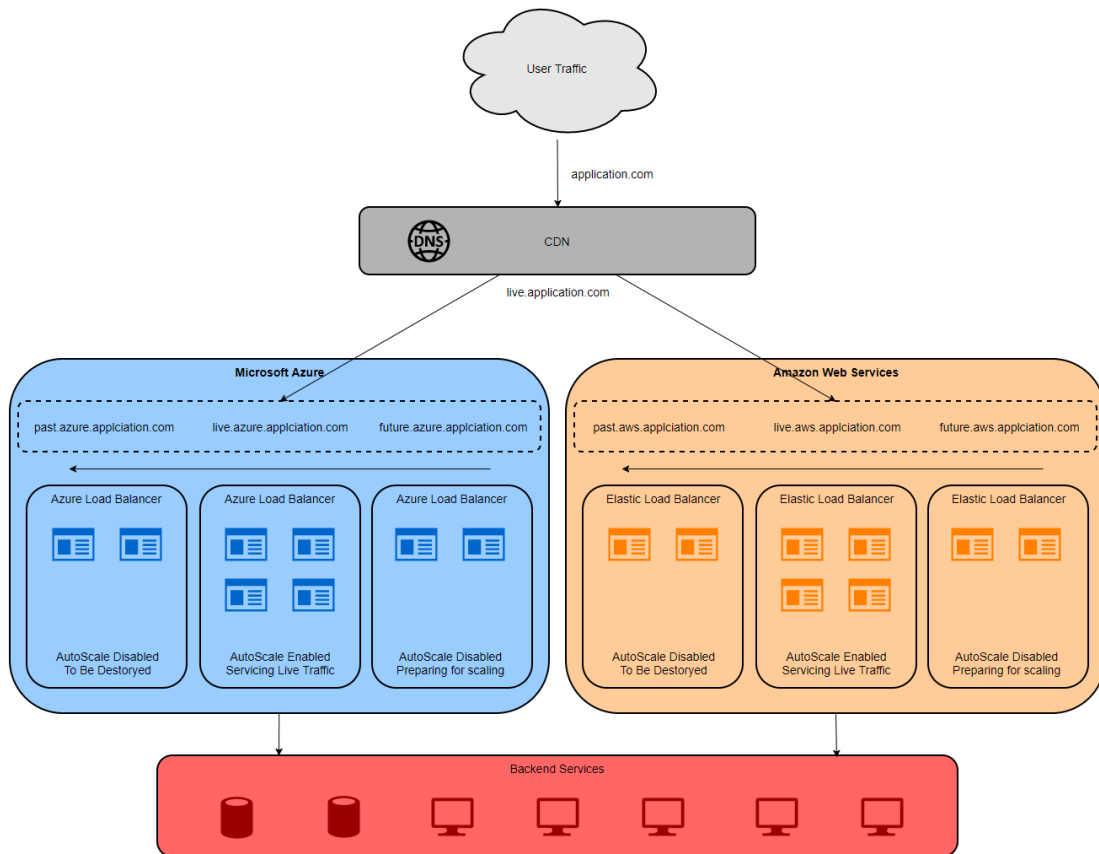 User Traffic
application.com
DNS
CDN
live.application.com
Microsoft Azure
past.azure.applciation.com
live.azure.applciation.com
future.azure.applciation.com
Azure Load Balancer
AutoScale Disabled
To Be Destoryed
Azure Load Balancer
AutoScale Enabled
Servicing Live Traffic
Azure Load Balancer
AutoScale Disabled
Preparing for scaling
Amazon Web Services
past.aws.applciation.com
live.aws.applciation.com
future.aws.applciation.com
Elastic Load Balancer
AutoScale Disabled
To Be Destoryed
Elastic Load Balancer
AutoScale Enabled
Servicing Live Traffic
Elastic Load Balancer
AutoScale Disabled
Preparing for scaling
Backend Services